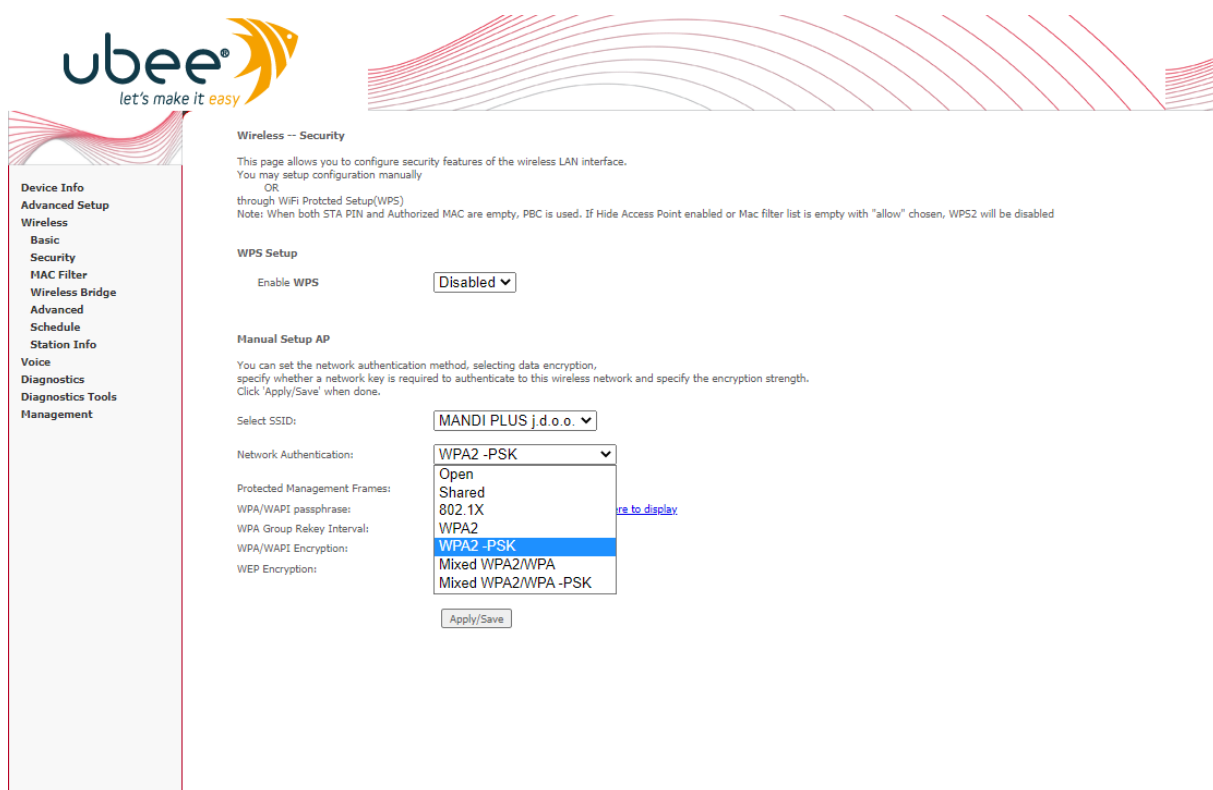 ubee®
let's make it easy
Device Info
Advanced Setup
Wireless
Basic
Security
MAC Filter
Wireless Bridge
Advanced
Schedule
Station Info
Voice
Diagnostics
Diagnostics Tools
Management
Wireless -- Security
This page allows you to configure security features of the wireless LAN interface.
You may setup configuration manually
OR
through WiFi Protcted Setup(WPS)
Note: When both STA PIN and Authorized MAC are empty, PBC is used. If Hide Access Point enabled or Mac filter list is empty with "allow" chosen, WPS2 will be disabled
WPS Setup
Enable WPS Disabled
Manual Setup AP
You can set the network authentication method, selecting data encryption,
specify whether a network key is required to authenticate to this wireless network and specify the encryption strength.
Click 'Apply/Save' when done.
Select SSID: MANDI PLUS j.d.o.o.
Network Authentication: WPA2 -PSK
Open
Protected Management Frames:
Shared
WPA/WAPI passphrase: 802.1X re to display
WPA Group Rekey Interval: WPA2
WPA/WAPI Encryption: WPA2 -PSK
WEP Encryption: Mixed WPA2/WPA
Mixed WPA2/WPA -PSK
Apply/Save